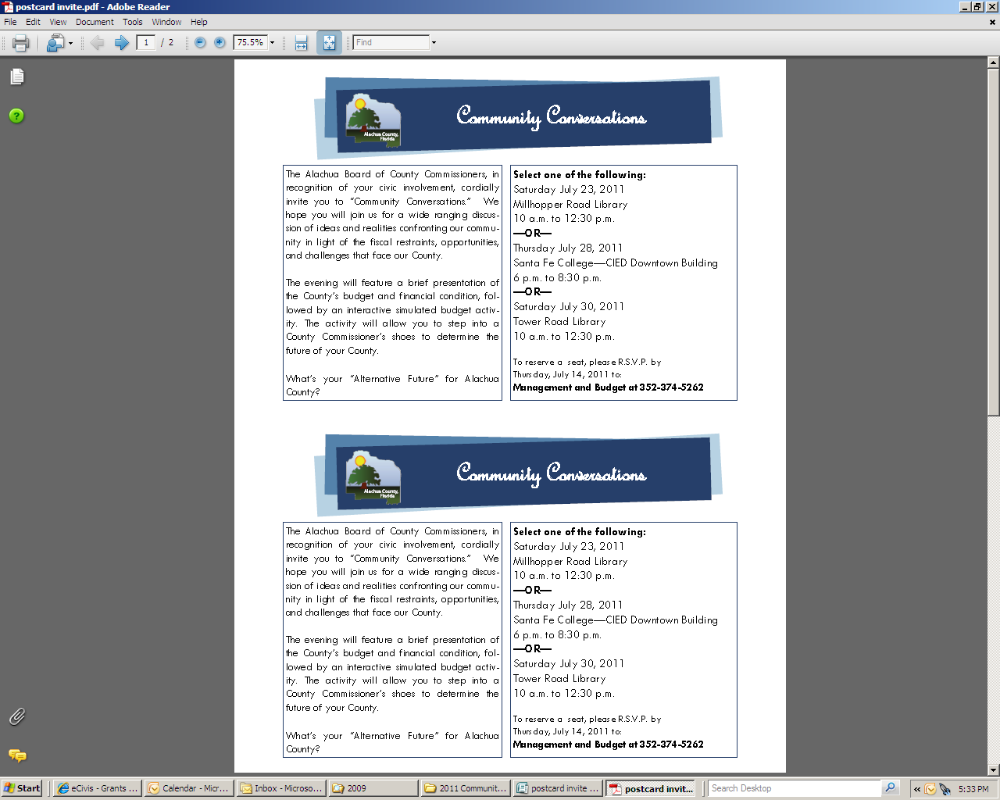 postcard invite.pdf - Adobe Reader
File Edit View Document Tools Window Help
1 / 2 75.5% Find
Community Conversations
Alachua County,
Florida
The Alachua Board of County Commissioners, in
recognition of your civic involvement, cordially
invite you to "Community Conversations." We
hope you will join us for a wide ranging discus-
sion of ideas and realities confronting our commu-
nity in light of the fiscal restraints, opportunities,
and challenges that face our County.
The evening will feature a brief presentation of
the County's budget and financial condition, fol-
lowed by an interactive simulated budget activ-
ity. The activity will allow you to step into a
County Commissioner's shoes to determine the
future of your County.
What's your "Alternative Future" for Alachua
County?
Select one of the following:
Saturday July 23, 2011
Millhopper Road Library
10 a.m. to 12:30 p.m.
—OR—
Thursday July 28, 2011
Santa Fe College—CIED Downtown Building
6 p.m. to 8:30 p.m.
—OR—
Saturday July 30, 2011
Tower Road Library
10 a.m. to 12:30 p.m.
To reserve a seat, please R.S.V.P. by
Thursday, July 14, 2011 to:
Management and Budget at 352-374-5262
Community Conversations
Alachua County,
Florida
The Alachua Board of County Commissioners, in
recognition of your civic involvement, cordially
invite you to "Community Conversations." We
hope you will join us for a wide ranging discus-
sion of ideas and realities confronting our commu-
nity in light of the fiscal restraints, opportunities,
and challenges that face our County.
The evening will feature a brief presentation of
the County's budget and financial condition, fol-
lowed by an interactive simulated budget activ-
ity. The activity will allow you to step into a
County Commissioner's shoes to determine the
future of your County.
What's your "Alternative Future" for Alachua
County?
Select one of the following:
Saturday July 23, 2011
Millhopper Road Library
10 a.m. to 12:30 p.m.
—OR—
Thursday July 28, 2011
Santa Fe College—CIED Downtown Building
6 p.m. to 8:30 p.m.
—OR—
Saturday July 30, 2011
Tower Road Library
10 a.m. to 12:30 p.m.
To reserve a seat, please R.S.V.P. by
Thursday, July 14, 2011 to:
Management and Budget at 352-374-5262
Start eCivis - Grants ... Calendar - Micr... Inbox - Microso... 2009 2011 Communit... postcard invite ... postcard invit... Search Desktop « 5:33 PM